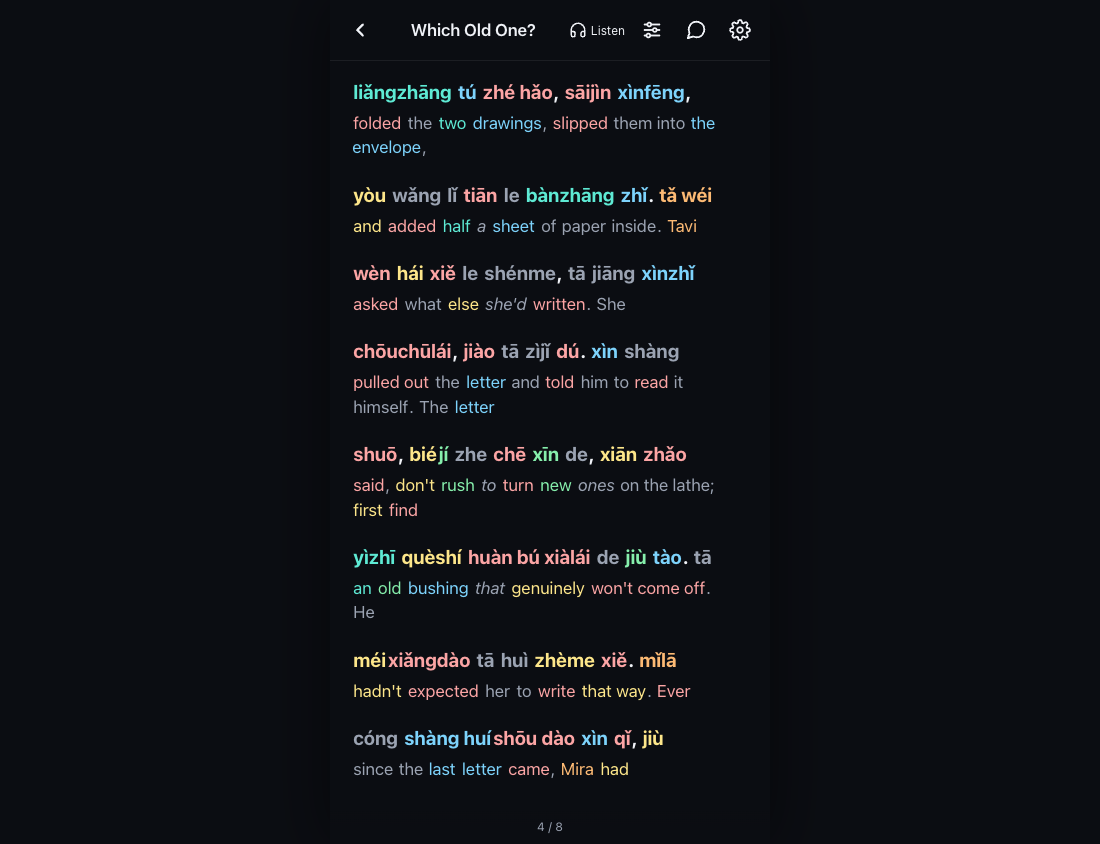 Which Old One?
Listen
liǎngzhāng tú zhé hǎo, sāijìn xìnfēng,
folded the two drawings, slipped them into the
envelope,
yòu wǎng lǐ tiān le bànzhāng zhǐ. tǎ wéi
and added half a sheet of paper inside. Tavi
wèn hái xiě le shénme, tā jiāng xìnzhǐ
asked what else she'd written. She
chōuchūlái, jiào tā zìjǐ dú. xìn shàng
pulled out the letter and told him to read it
himself. The letter
shuō, biéjí zhe chē xīn de, xiān zhǎo
said, don't rush to turn new ones on the lathe;
first find
yìzhī quèshí huàn bú xiàlái de jiù tào. tā
an old bushing that genuinely won't come off.
He
méixiǎngdào tā huì zhème xiě. mǐlā
hadn't expected her to write that way. Ever
cóng shàng huíshōu dào xìn qǐ, jiù
since the last letter came, Mira had
4 / 8